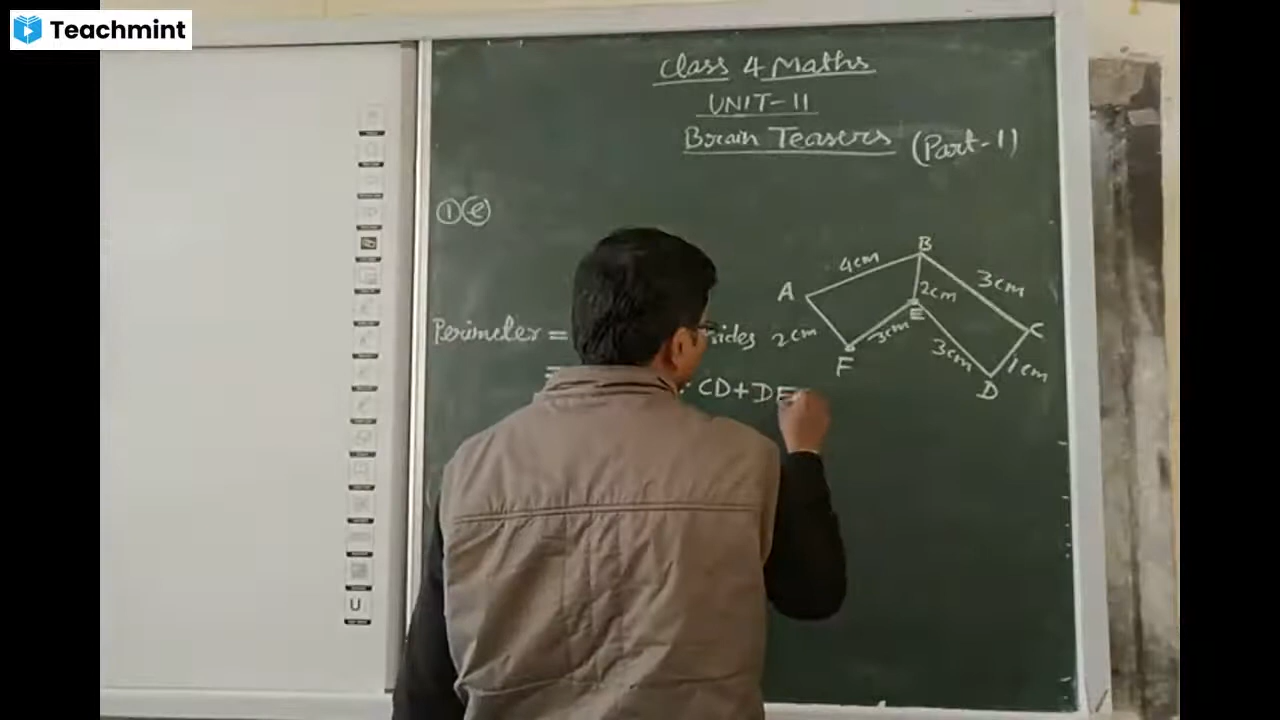 Teachmint
Class 4 Maths
UNIT-11
Brain Teasers (Part-1)
① ⓔ
B
4cm
3cm
A
2cm
E
C
Perimeter = sides
2cm
3cm
3cm
1cm
F
D
= CD+DE
U